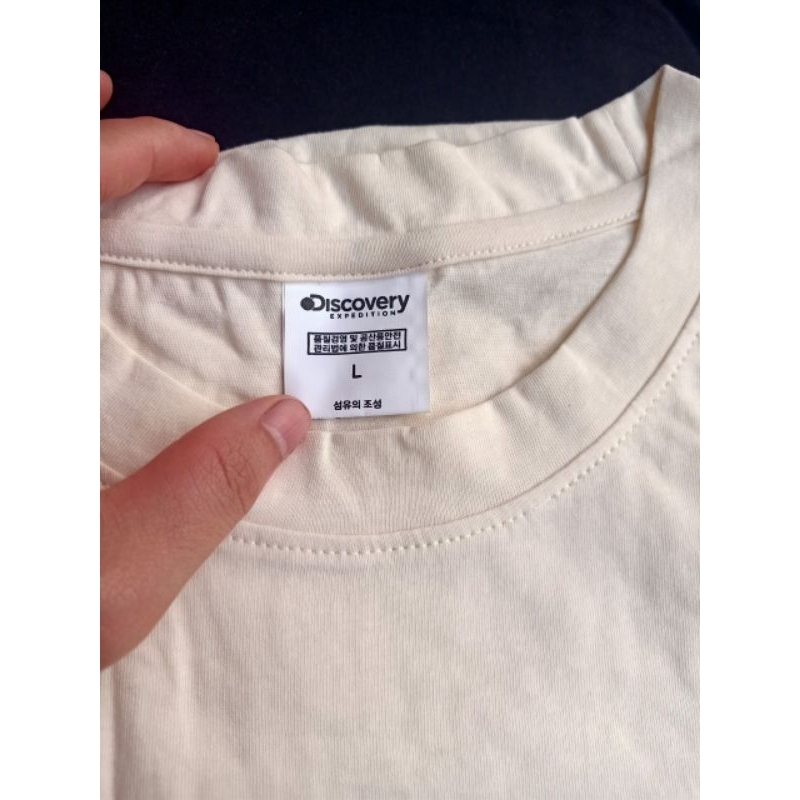 Discovery
EXPEDITION
품질경영 및 공산품안전
관리법에 의한 품질표시
L
섬유의 조성